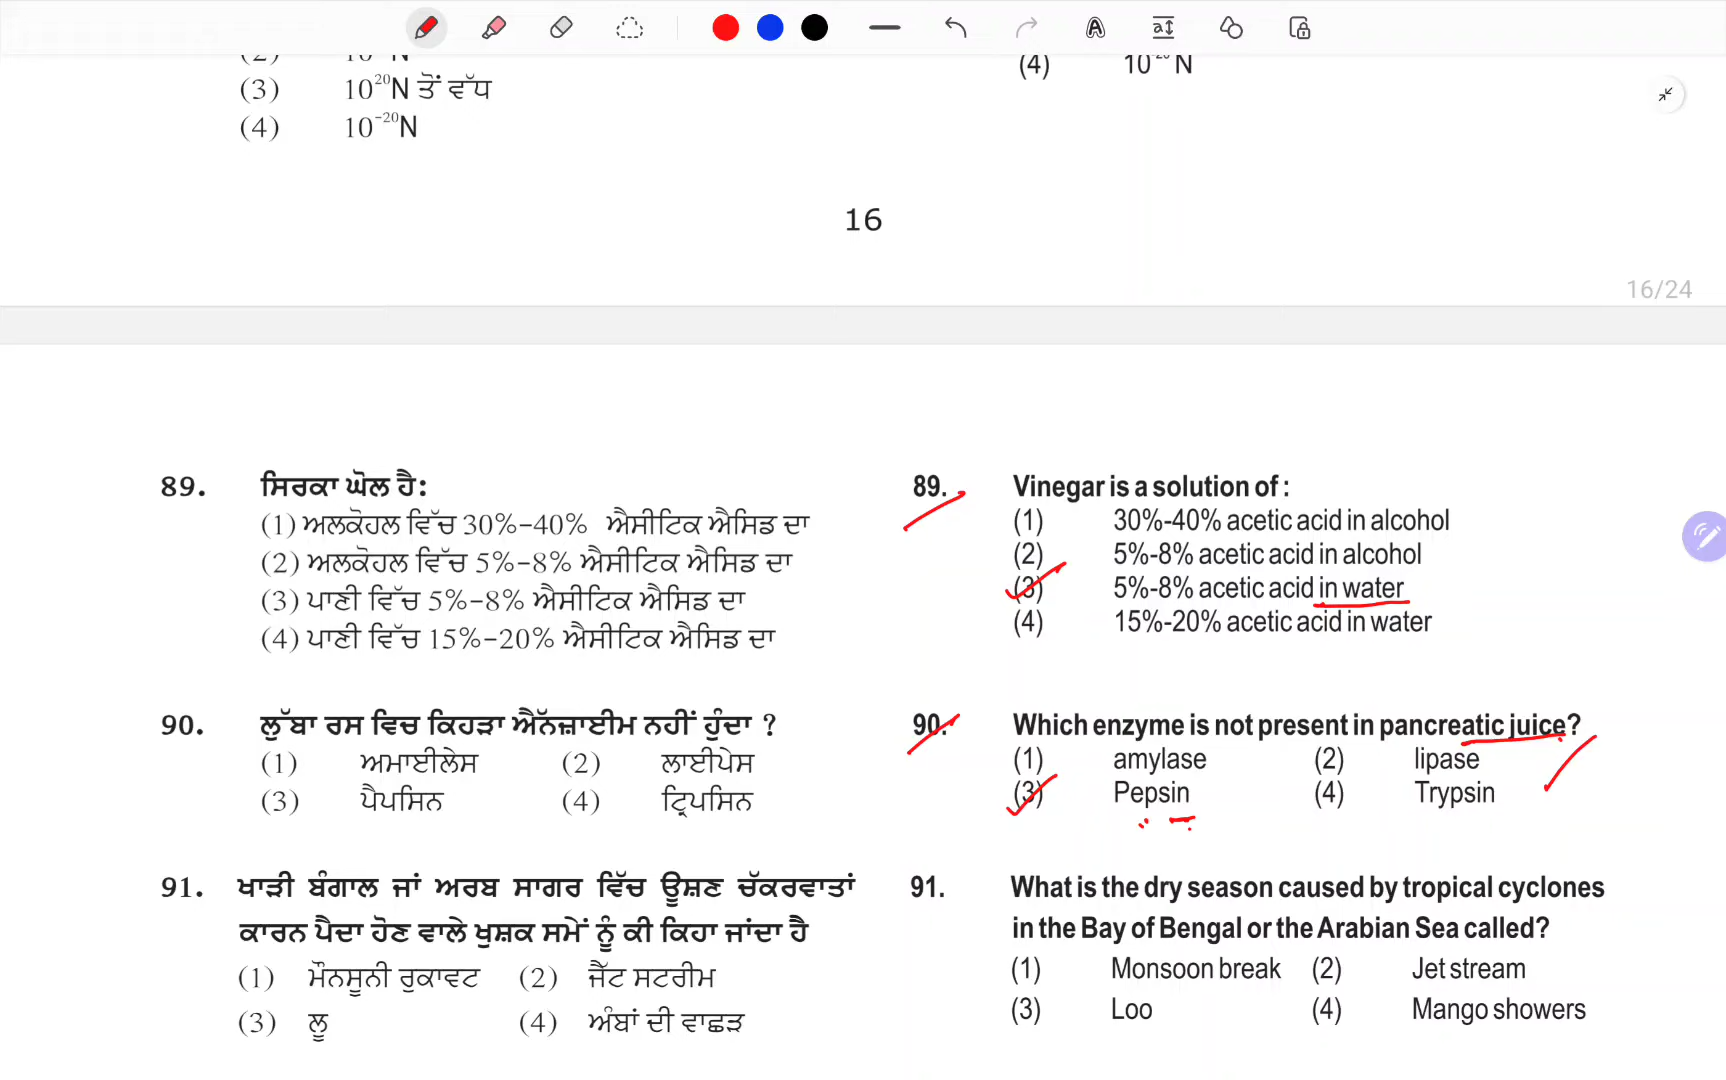 (2) 10 N
(3) 10²⁰N ਤੋਂ ਵੱਧ
(4) 10⁻²⁰N
(4) 10⁻²⁰ N
16
16/24
89. ਸਿਰਕਾ ਘੋਲ ਹੈ:
(1) ਅਲਕੋਹਲ ਵਿੱਚ 30%-40% ਐਸੀਟਿਕ ਐਸਿਡ ਦਾ
(2) ਅਲਕੋਹਲ ਵਿੱਚ 5%-8% ਐਸੀਟਿਕ ਐਸਿਡ ਦਾ
(3) ਪਾਣੀ ਵਿੱਚ 5%-8% ਐਸੀਟਿਕ ਐਸਿਡ ਦਾ
(4) ਪਾਣੀ ਵਿੱਚ 15%-20% ਐਸੀਟਿਕ ਐਸਿਡ ਦਾ
89. Vinegar is a solution of :
(1) 30%-40% acetic acid in alcohol
(2) 5%-8% acetic acid in alcohol
(3) 5%-8% acetic acid in water
(4) 15%-20% acetic acid in water
90. ਲੁੱਬਾ ਰਸ ਵਿਚ ਕਿਹੜਾ ਐਨੱਜ਼ਾਈਮ ਨਹੀਂ ਹੁੰਦਾ ?
(1) ਅਮਾਈਲੇਸ (2) ਲਾਈਪੇਸ
(3) ਪੈਪਸਿਨ (4) ਟ੍ਰਿਪਸਿਨ
90. Which enzyme is not present in pancreatic juice?
(1) amylase (2) lipase
(3) Pepsin (4) Trypsin
91. ਖਾੜੀ ਬੰਗਾਲ ਜਾਂ ਅਰਬ ਸਾਗਰ ਵਿੱਚ ਊਸ਼ਣ ਚੱਕਰਵਾਤਾਂ
ਕਾਰਨ ਪੈਦਾ ਹੋਣ ਵਾਲੇ ਖੁਸ਼ਕ ਸਮੇਂ ਨੂੰ ਕੀ ਕਿਹਾ ਜਾਂਦਾ ਹੈ
(1) ਮੌਨਸੂਨੀ ਰੁਕਾਵਟ (2) ਜੈੱਟ ਸਟਰੀਮ
(3) ਲੂ (4) ਅੰਬਾਂ ਦੀ ਵਾਛੜ
91. What is the dry season caused by tropical cyclones
in the Bay of Bengal or the Arabian Sea called?
(1) Monsoon break (2) Jet stream
(3) Loo (4) Mango showers